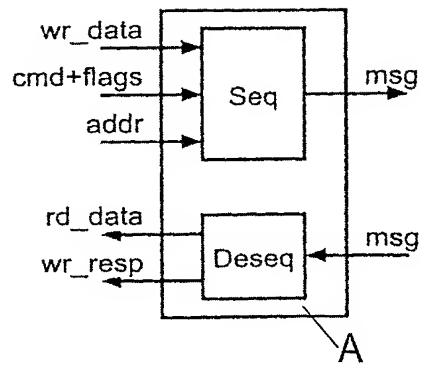 wr_data
cmd+flags
addr
Seq
msg
rd_data
wr_resp
Deseq
msg
A